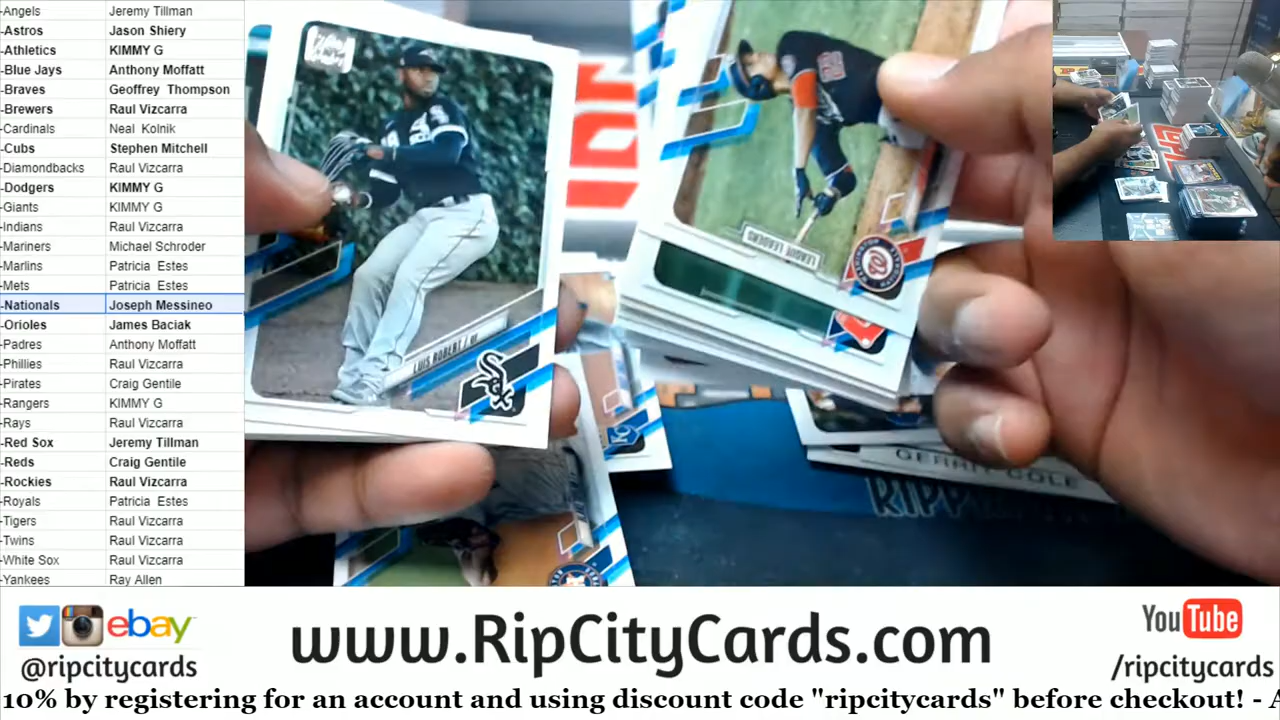 -Angels Jeremy Tillman
-Astros Jason Shiery
-Athletics KIMMY G
-Blue Jays Anthony Moffatt
-Braves Geoffrey Thompson
-Brewers Raul Vizcarra
-Cardinals Neal Kolnik
-Cubs Stephen Mitchell
-Diamondbacks Raul Vizcarra
-Dodgers KIMMY G
-Giants KIMMY G
-Indians Raul Vizcarra
-Mariners Michael Schroder
-Marlins Patricia Estes
-Mets Patricia Estes
-Nationals Joseph Messineo
-Orioles James Baciak
-Padres Anthony Moffatt
-Phillies Raul Vizcarra
-Pirates Craig Gentile
-Rangers KIMMY G
-Rays Raul Vizcarra
-Red Sox Jeremy Tillman
-Reds Craig Gentile
-Rockies Raul Vizcarra
-Royals Patricia Estes
-Tigers Raul Vizcarra
-Twins Raul Vizcarra
-White Sox Raul Vizcarra
-Yankees Ray Allen
LUIS ROBERT / OF
LEAGUE LEADERS
GERRIT COLE
ebay
@ripcitycards
www.RipCityCards.com
YouTube
/ripcitycards
10% by registering for an account and using discount code "ripcitycards" before checkout! - A